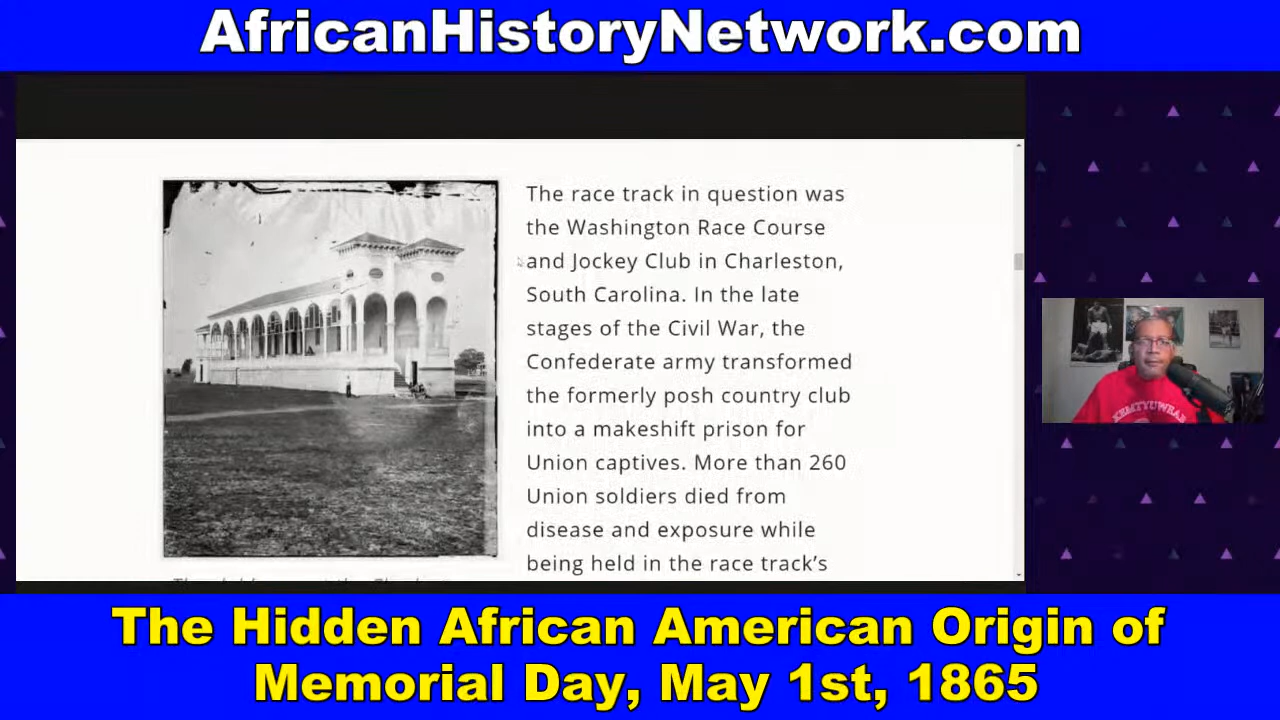 AfricanHistoryNetwork.com
The race track in question was
the Washington Race Course
and Jockey Club in Charleston,
South Carolina. In the late
stages of the Civil War, the
Confederate army transformed
the formerly posh country club
into a makeshift prison for
Union captives. More than 260
Union soldiers died from
disease and exposure while
being held in the race track’s
KEMTYUWEAR
The Hidden African American Origin of
Memorial Day, May 1st, 1865